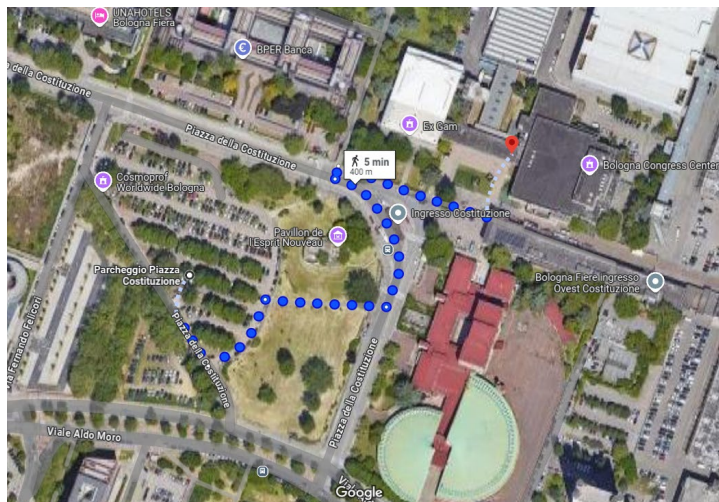 UNAHOTELS
Bologna Fiera
BPER Banca
della Costituzione
Piazza della Costituzione
Ex Gam
5 min
400 m
Bologna Congress Center
Cosmoprof
Worldwide Bologna
Ingresso Costituzione
Pavillon de
l'Esprit Nouveau
Parcheggio Piazza
Costituzione
Bologna Fiere ingresso
Ovest Costituzione
Piazza della Costituzione
Via Fernando Felicori
Piazza della Costituzione
Viale Aldo Moro
Google